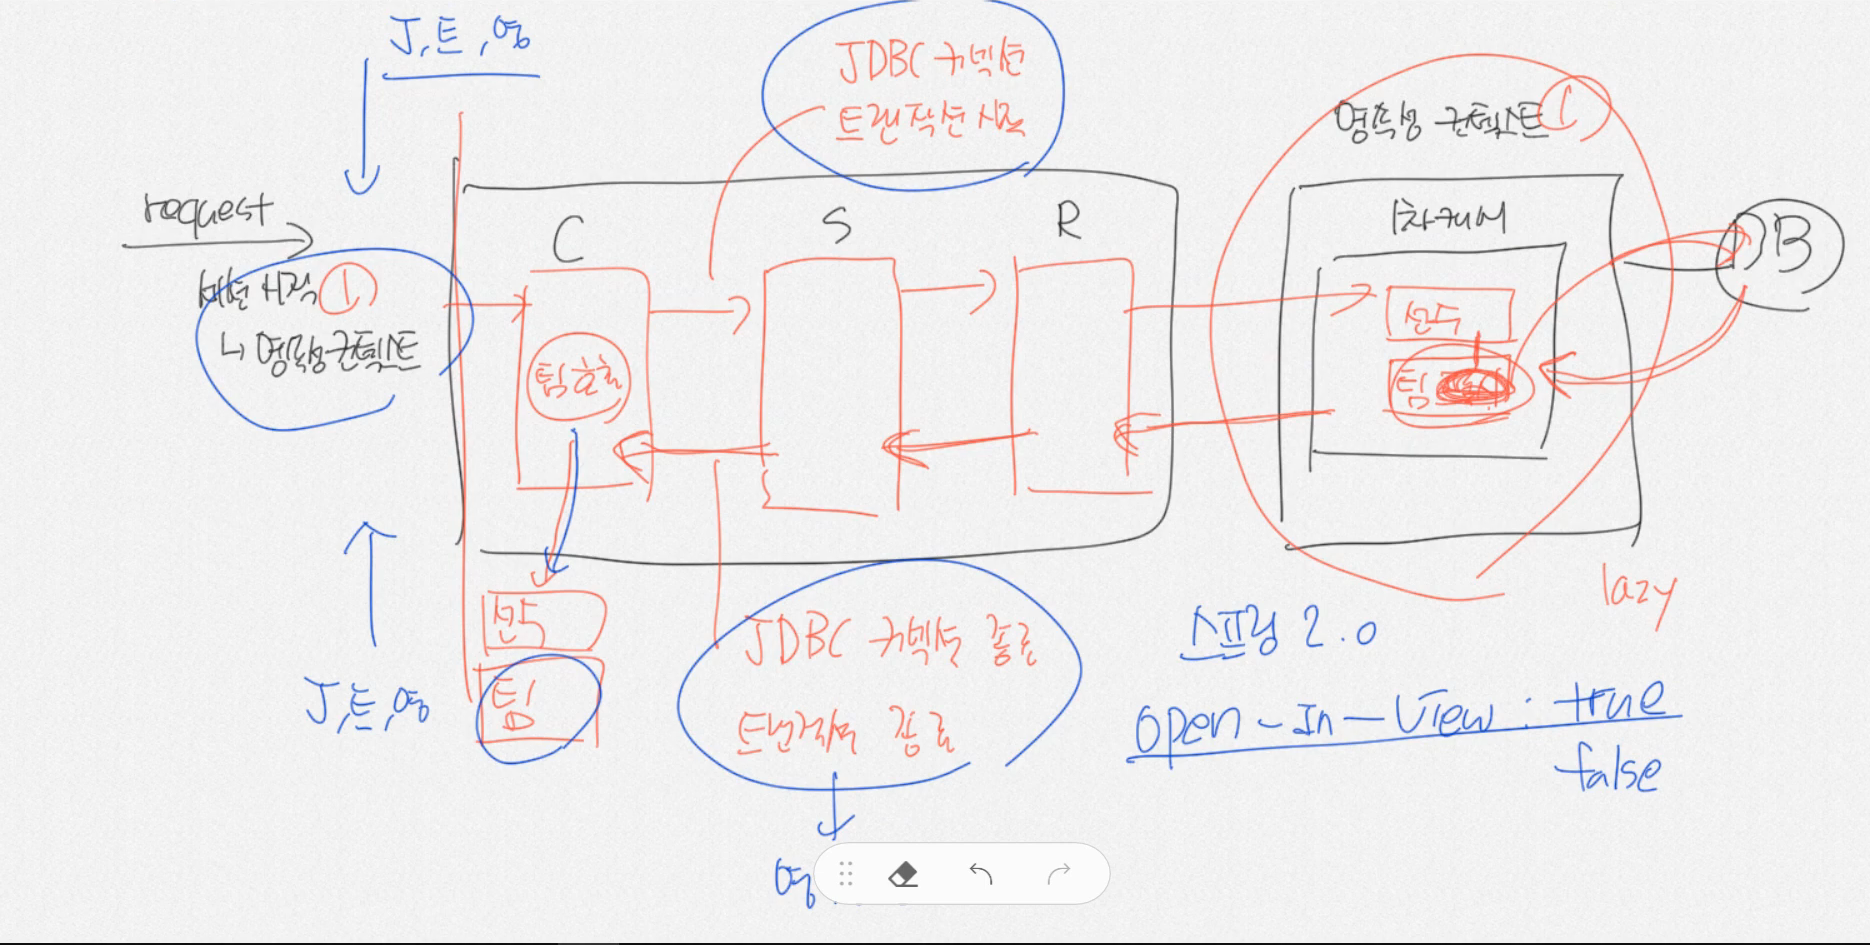 J, E, 영
JDBC 커넥션
트랜잭션 시작
영속성 컨텍스트 1
request
C
S
R
1차 캐시
DB
세션 시작 1
↳ 영속성 컨텍스트
선수
팀 호출
팀
lazy
선수
팀
JDBC 커넥션 종료
트랜잭션 종료
스프링 2.0
J, E, 영
open-In-View : true
false
영